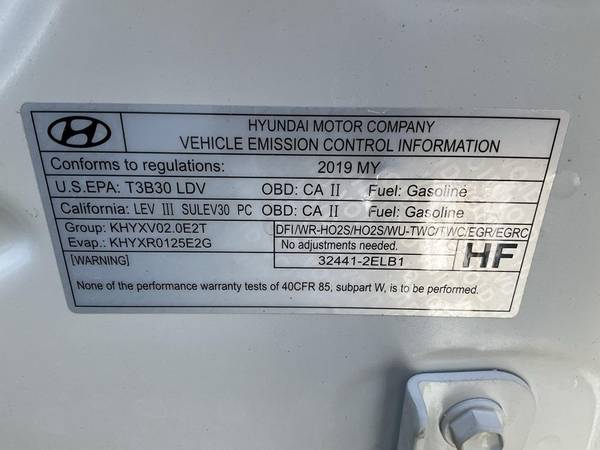 HYUNDAI MOTOR COMPANY
VEHICLE EMISSION CONTROL INFORMATION
Conforms to regulations: 2019 MY
U.S.EPA: T3B30 LDV OBD: CA II Fuel: Gasoline
California: LEV III SULEV30 PC OBD: CA II Fuel: Gasoline
Group: KHYXV02.0E2T DFI/WR-HO2S/HO2S/WU-TWC/TWC/EGR/EGRC
Evap.: KHYXR0125E2G No adjustments needed. HF
[WARNING] 32441-2ELB1
None of the performance warranty tests of 40CFR 85, subpart W, is to be performed.